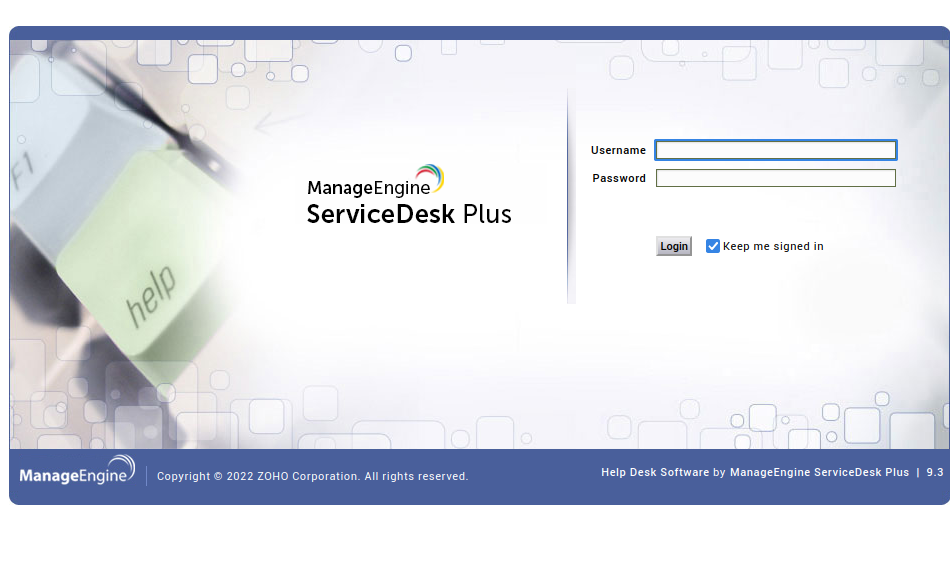 F1
help
ManageEngine
ServiceDesk Plus
Username
Password
Login
Keep me signed in
ManageEngine
Copyright © 2022 ZOHO Corporation. All rights reserved.
Help Desk Software by ManageEngine ServiceDesk Plus | 9.3